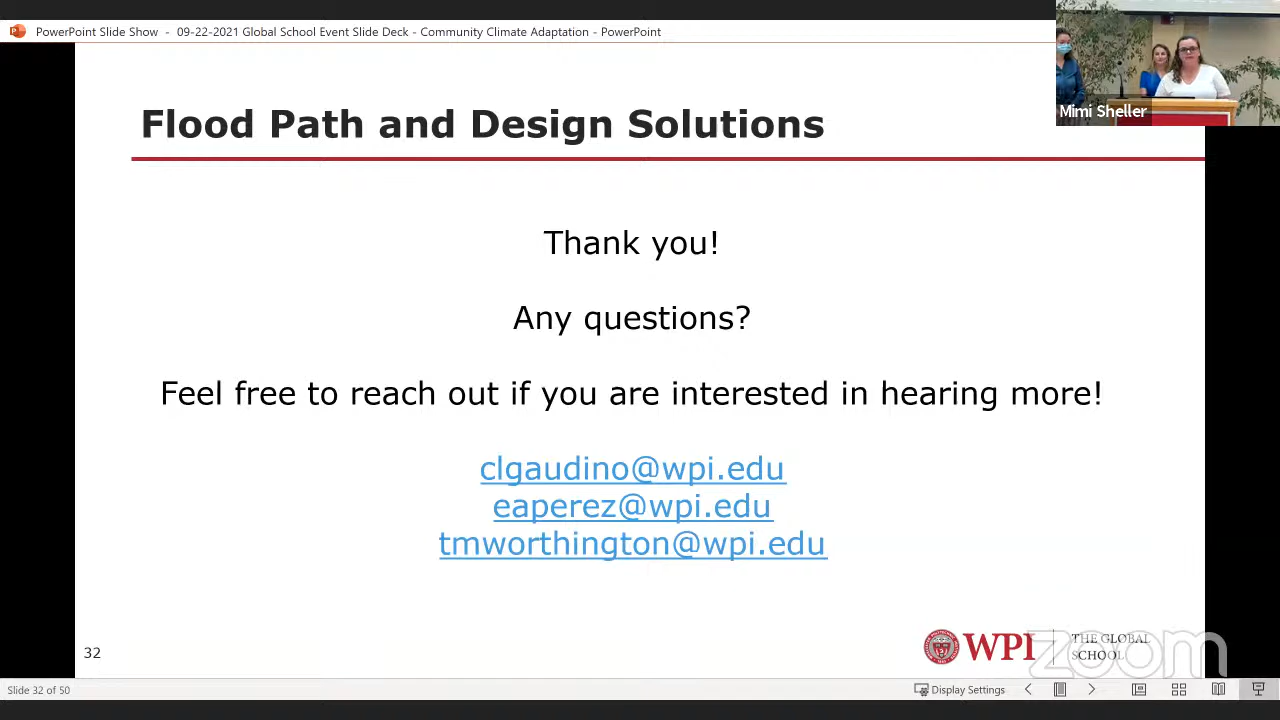 PowerPoint Slide Show - 09-22-2021 Global School Event Slide Deck - Community Climate Adaptation - PowerPoint
Mimi Sheller
Flood Path and Design Solutions
Thank you!
Any questions?
Feel free to reach out if you are interested in hearing more!
clgaudino@wpi.edu
eaperez@wpi.edu
tmworthington@wpi.edu
32
WPI
THE GLOBAL
SCHOOL
zoom
Slide 32 of 50
Display Settings